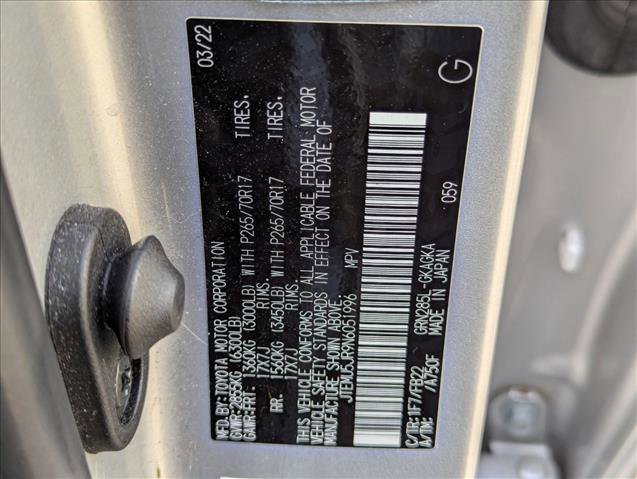 MFD.BY:TOYOTA MOTOR CORPORATION 03/22
GVWR:2855KG (6300LB)
GAWR:FRT 1360KG (3000LB) WITH P265/70R17 TIRES,
17X7J RIMS,
RR. 1560KG (3450LB) WITH P265/70R17 TIRES,
17X7J RIMS,
THIS VEHICLE CONFORMS TO ALL APPLICABLE FEDERAL MOTOR
VEHICLE SAFETY STANDARDS IN EFFECT ON THE DATE OF
MANUFACTURE SHOWN ABOVE.
MPV
059
C/TR:1F7/FB22 GRN285L-GKAGKA
A/TM: /A750F MADE IN JAPAN
G